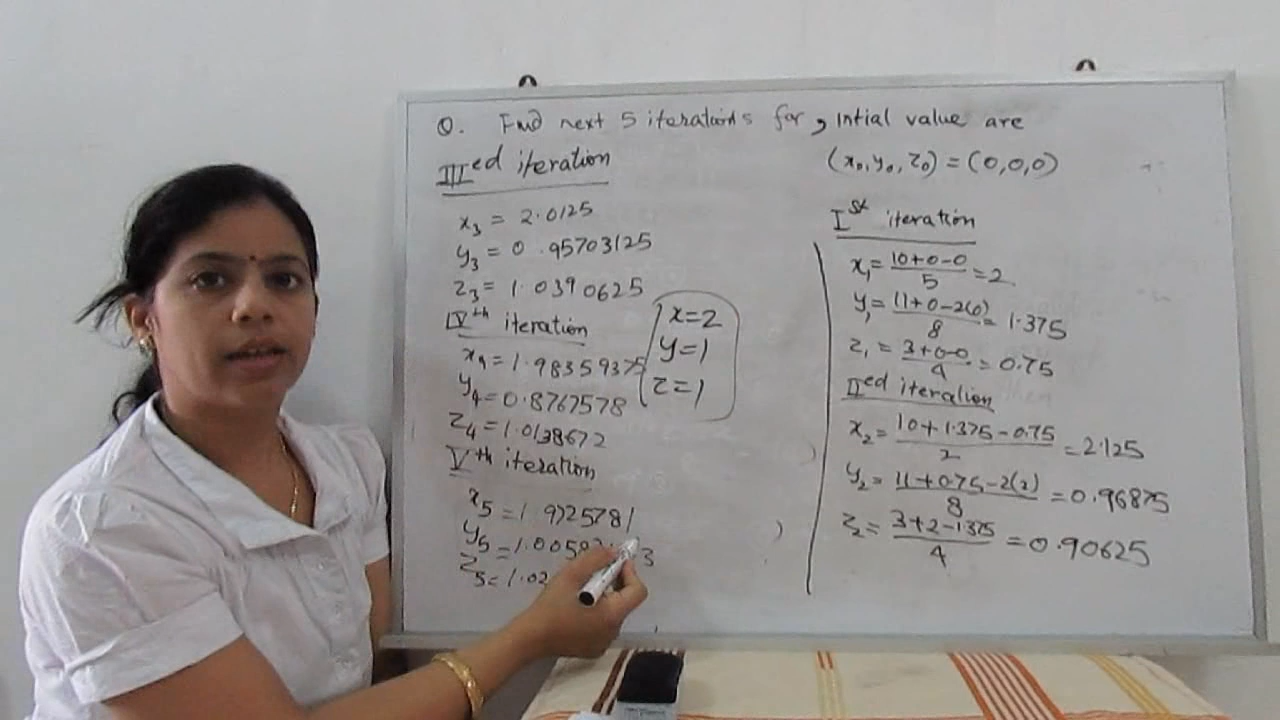 Q. Find next 5 iterations for, intial value are
(x₀, y₀, z₀) = (0,0,0)
IIIed iteration
x₃ = 2.0125
y₃ = 0.95703125
z₃ = 1.0390625
IVth iteration
x₄ = 1.98359375
y₄ = 0.8767578
z₄ = 1.0138672
Vth iteration
x₅ = 1.9725781
y₅ = 1.00583
z₅ = 1.02
x=2
y=1
z=1
Ist iteration
x₁ = 10+0-0/5 = 2
y₁ = 11+0-2(0)/8 = 1.375
z₁ = 3+0-0/4 = 0.75
IIed iteration
x₂ = 10+1.375-0.75/2 = 2.125
y₂ = 11+0.75-2(2)/8 = 0.96875
z₂ = 3+2-1.375/4 = 0.90625